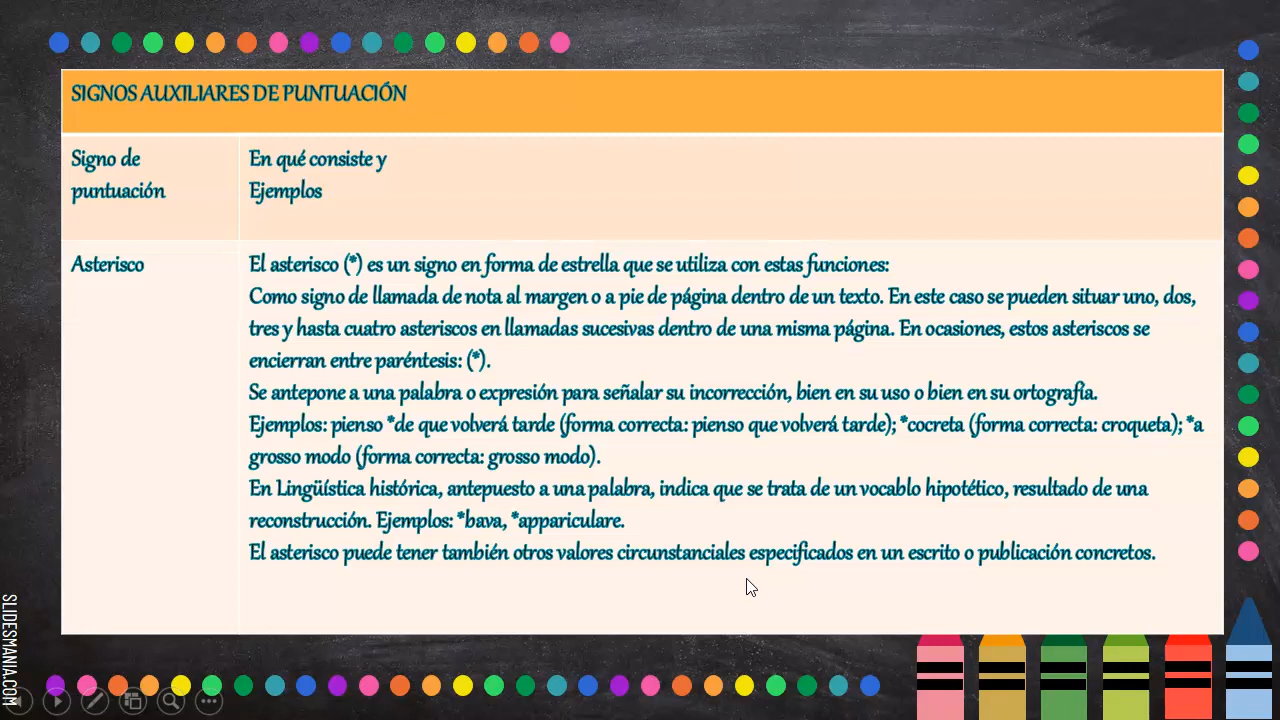 SIGNOS AUXILIARES DE PUNTUACIÓN
Signo de
puntuación
En qué consiste y
Ejemplos
Asterisco
El asterisco (*) es un signo en forma de estrella que se utiliza con estas funciones:
Como signo de llamada de nota al margen o a pie de página dentro de un texto. En este caso se pueden situar uno, dos,
tres y hasta cuatro asteriscos en llamadas sucesivas dentro de una misma página. En ocasiones, estos asteriscos se
encierran entre paréntesis: (*).
Se antepone a una palabra o expresión para señalar su incorrección, bien en su uso o bien en su ortografía.
Ejemplos: pienso *de que volverá tarde (forma correcta: pienso que volverá tarde); *cocreta (forma correcta: croqueta); *a
grosso modo (forma correcta: grosso modo).
En Lingüística histórica, antepuesto a una palabra, indica que se trata de un vocablo hipotético, resultado de una
reconstrucción. Ejemplos: *bava, *appariculare.
El asterisco puede tener también otros valores circunstanciales especificados en un escrito o publicación concretos.
SLIDESMANIA.COM